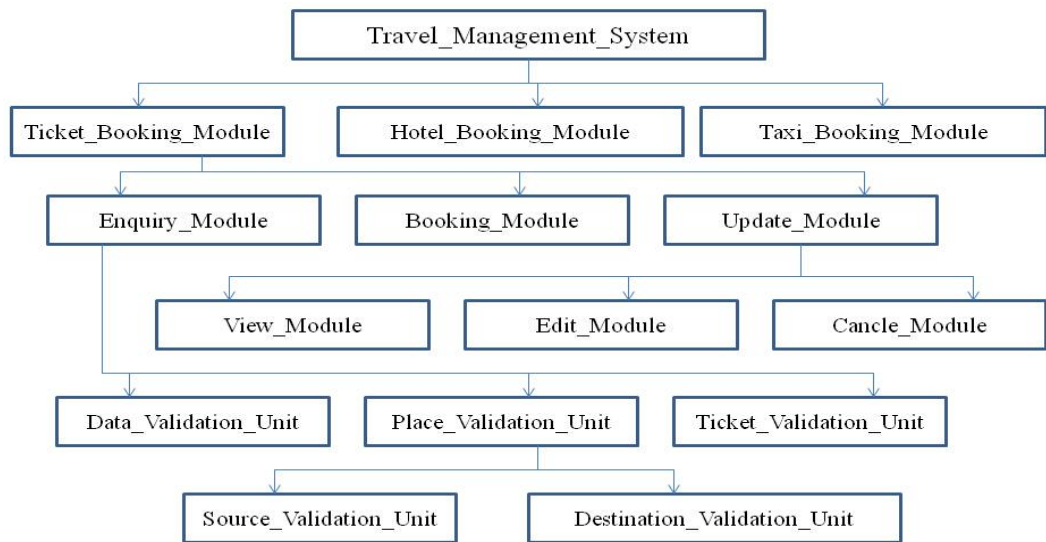 Travel_Management_System
Ticket_Booking_Module
Hotel_Booking_Module
Taxi_Booking_Module
Enquiry_Module
Booking_Module
Update_Module
View_Module
Edit_Module
Cancle_Module
Data_Validation_Unit
Place_Validation_Unit
Ticket_Validation_Unit
Source_Validation_Unit
Destination_Validation_Unit